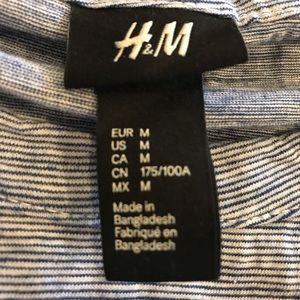 H&M
EUR M
US M
CA M
CN 175/100A
MX M
Made in
Bangladesh
Fabriqué en
Bangladesh